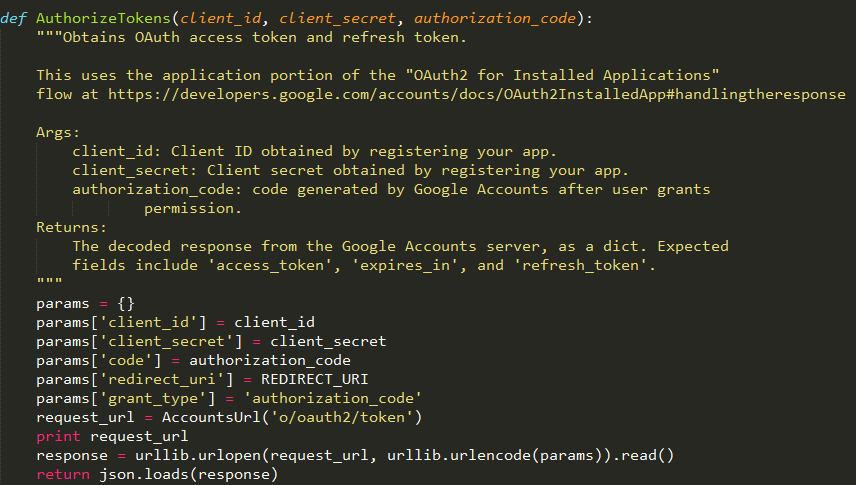 def AuthorizeTokens(client_id, client_secret, authorization_code):
    """Obtains OAuth access token and refresh token.

    This uses the application portion of the "OAuth2 for Installed Applications"
    flow at https://developers.google.com/accounts/docs/OAuth2InstalledApp#handlingtheresponse

    Args:
        client_id: Client ID obtained by registering your app.
        client_secret: Client secret obtained by registering your app.
        authorization_code: code generated by Google Accounts after user grants
                permission.
    Returns:
        The decoded response from the Google Accounts server, as a dict. Expected
        fields include 'access_token', 'expires_in', and 'refresh_token'.
    """
    params = {}
    params['client_id'] = client_id
    params['client_secret'] = client_secret
    params['code'] = authorization_code
    params['redirect_uri'] = REDIRECT_URI
    params['grant_type'] = 'authorization_code'
    request_url = AccountsUrl('o/oauth2/token')
    print request_url
    response = urllib.urlopen(request_url, urllib.urlencode(params)).read()
    return json.loads(response)